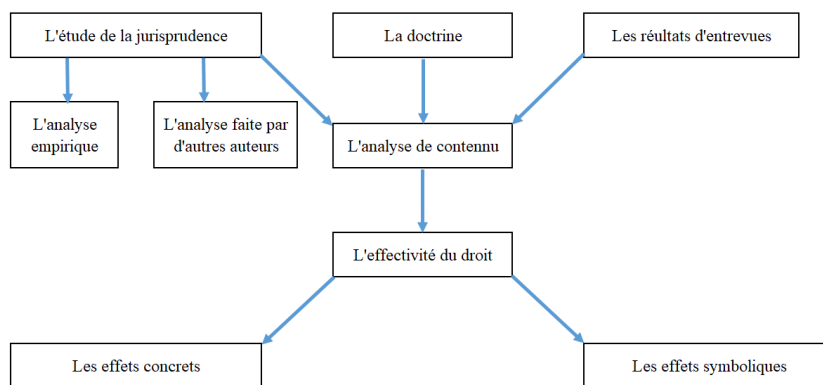 L'étude de la jurisprudence
La doctrine
Les réultats d'entrevues
L'analyse
empirique
L'analyse faite par
d'autres auteurs
L'analyse de contennu
L'effectivité du droit
Les effets concrets
Les effets symboliques